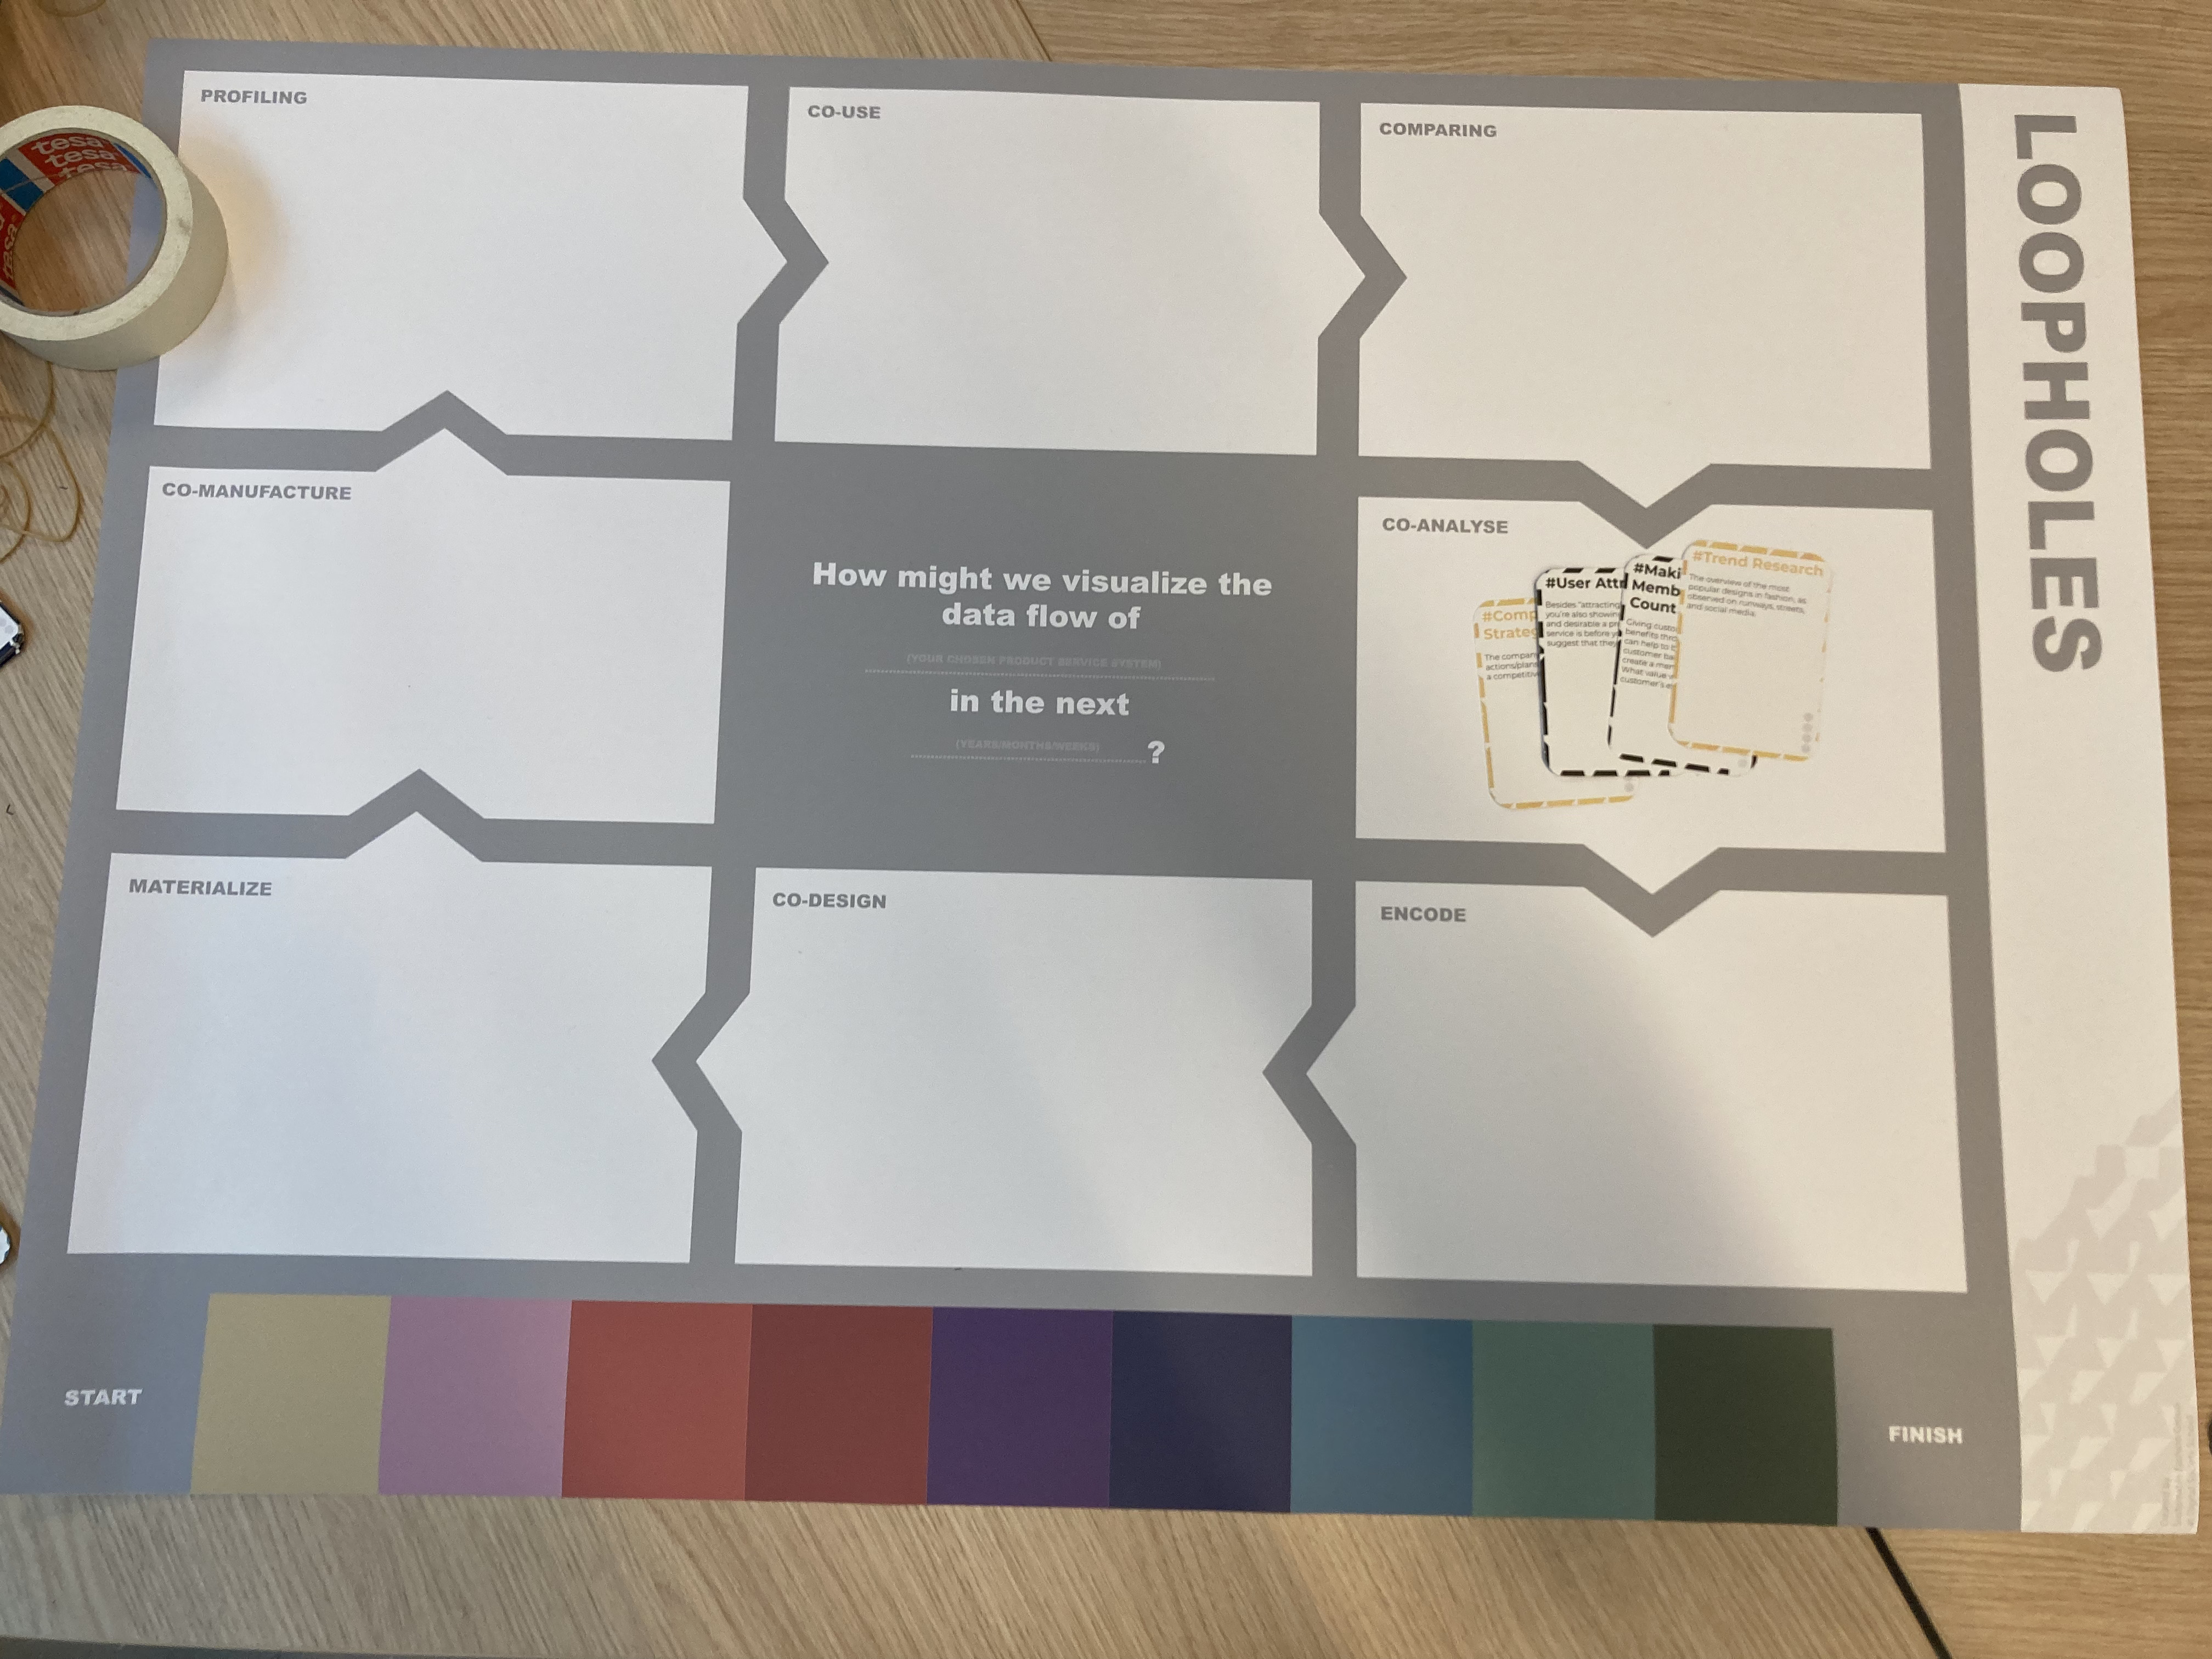 PROFILING
CO-USE
COMPARING
LOOPHOLES
tesa
tesa
tesa
tesa
CO-MANUFACTURE
How might we visualize the
data flow of
(YOUR CHOSEN PRODUCT SERVICE SYSTEM)
in the next
(YEARS/MONTHS/WEEKS)
?
CO-ANALYSE
#Comp
Strate
The compan
actions/plans
a competitiv
#User Att
Besides "attracting
you're also showin
and desirable a pr
service is before y
suggest that they
#Maki
Memb
Count
Giving custo
benefits thro
can help to
customer ba
create a mem
What value
customer's e
#Trend Research
The overview of the most
popular designs in fashion, as
observed on runways, streets,
and social media.
MATERIALIZE
CO-DESIGN
ENCODE
START
FINISH